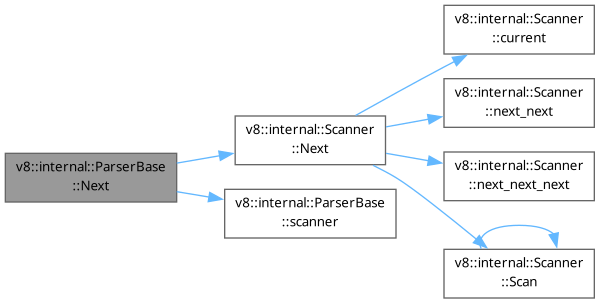 v8::internal::ParserBase
::Next
v8::internal::Scanner
::Next
v8::internal::ParserBase
::scanner
v8::internal::Scanner
::current
v8::internal::Scanner
::next_next
v8::internal::Scanner
::next_next_next
v8::internal::Scanner
::Scan